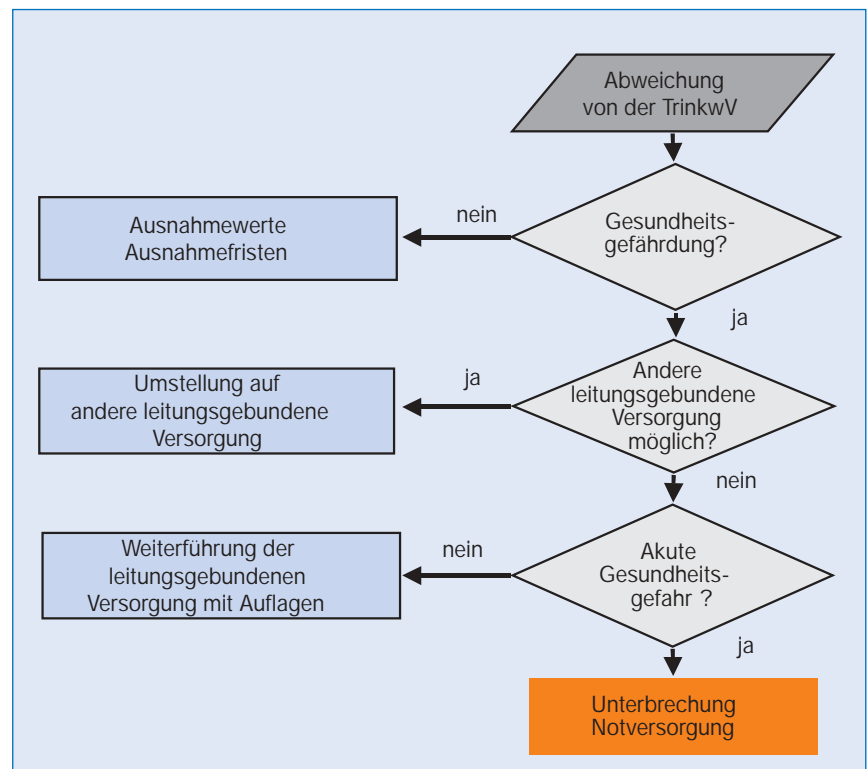 Abweichung
von der TrinkwV
nein
Ausnahmewerte
Ausnahmefristen
Gesundheits-
gefährdung?
ja
ja
Umstellung auf
andere leitungsgebundene
Versorgung
Andere
leitungsgebundene
Versorgung
möglich?
nein
nein
Weiterführung der
leitungsgebundenen
Versorgung mit Auflagen
Akute
Gesundheits-
gefahr ?
ja
Unterbrechung
Notversorgung